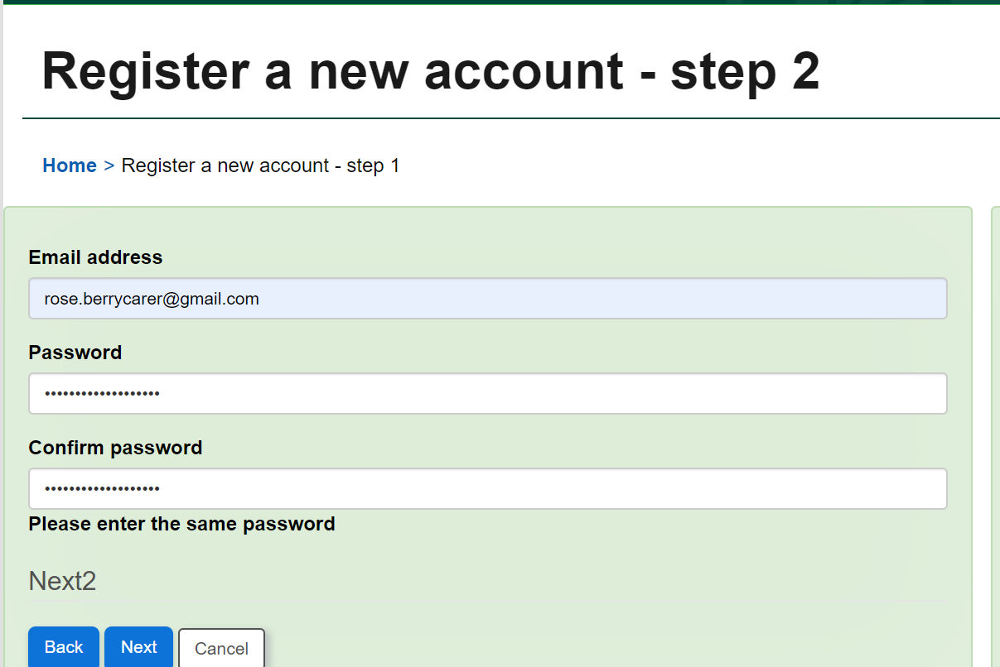 Register a new account - step 2
Home > Register a new account - step 1
Email address
rose.berrycarer@gmail.com
Password
•••••••••••••••••••
Confirm password
•••••••••••••••••••
Please enter the same password
Next2
Back Next Cancel